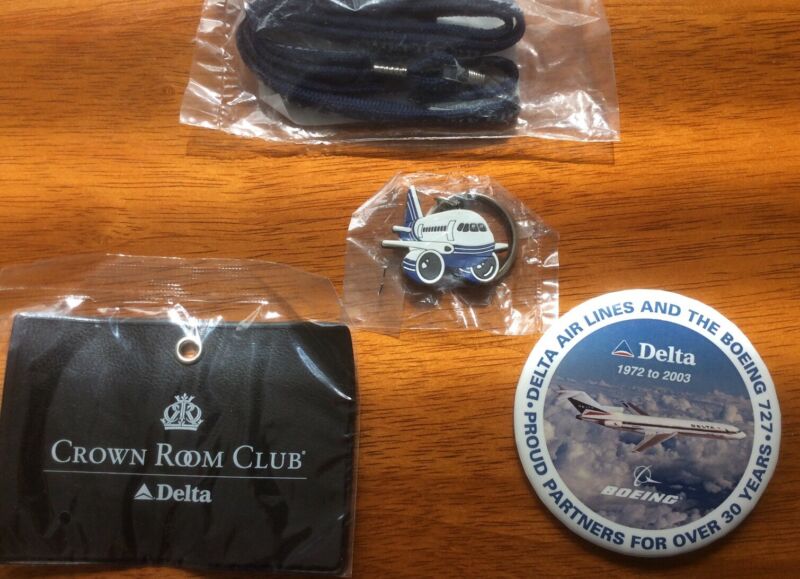 CROWN ROOM CLUB®
Delta
•DELTA AIR LINES AND THE BOEING 727•
Delta
1972 to 2003
DELTA
BOEING
PROUD PARTNERS FOR OVER 30 YEARS